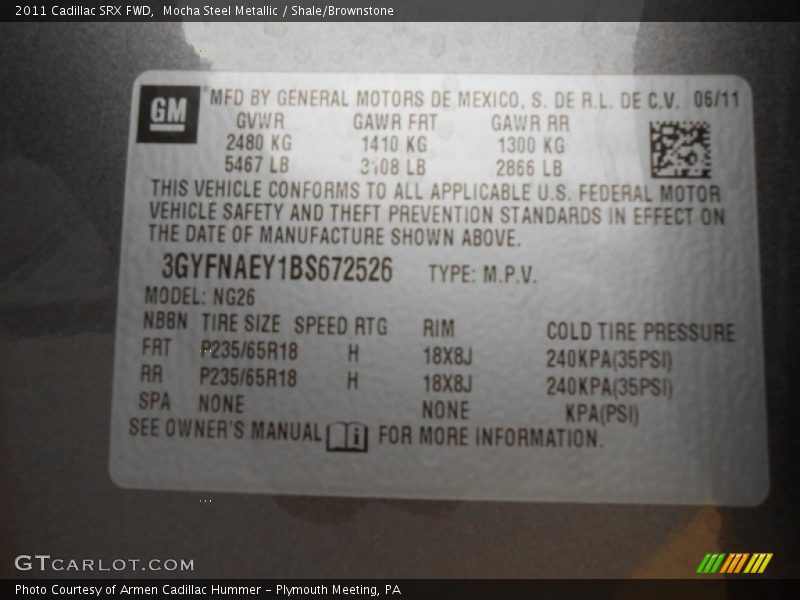 2011 Cadillac SRX FWD,  Mocha Steel Metallic / Shale/Brownstone
GM
MFD BY GENERAL MOTORS DE MEXICO, S. DE R.L. DE C.V. 06/11
GVWR GAWR FRT GAWR RR
2480 KG 1410 KG 1300 KG
5467 LB 3108 LB 2866 LB
THIS VEHICLE CONFORMS TO ALL APPLICABLE U.S. FEDERAL MOTOR
VEHICLE SAFETY AND THEFT PREVENTION STANDARDS IN EFFECT ON
THE DATE OF MANUFACTURE SHOWN ABOVE.
3GYFNAEY1BS672526 TYPE: M.P.V.
MODEL: NG26
NBBN TIRE SIZE SPEED RTG RIM COLD TIRE PRESSURE
FRT P235/65R18 H 18X8J 240KPA(35PSI)
RR P235/65R18 H 18X8J 240KPA(35PSI)
SPA NONE NONE KPA(PSI)
SEE OWNER'S MANUAL i FOR MORE INFORMATION.
GTCARLOT.COM
Photo Courtesy of Armen Cadillac Hummer - Plymouth Meeting, PA